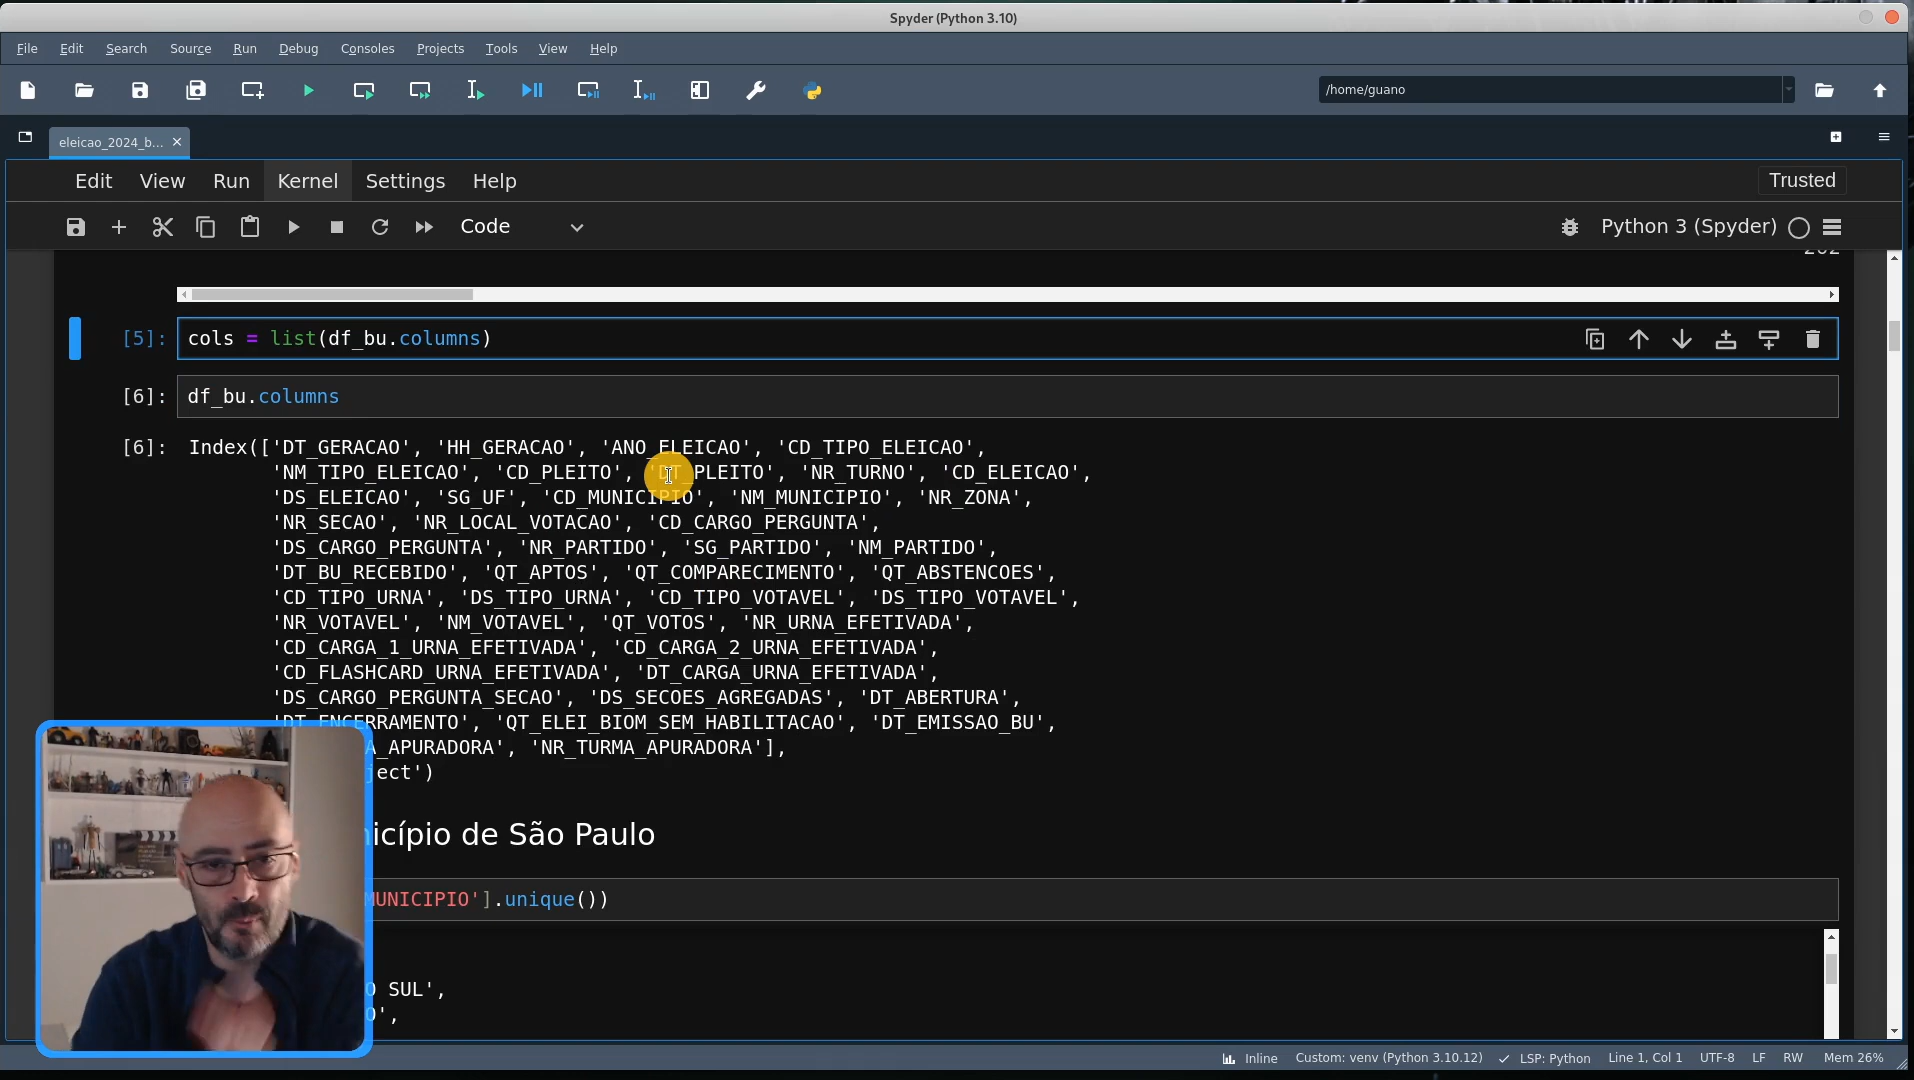 Spyder (Python 3.10)
File Edit Search Source Run Debug Consoles Projects Tools View Help
/home/guano
eleicao_2024_b...
Edit View Run Kernel Settings Help Trusted
Code Python 3 (Spyder)
[5]: cols = list(df_bu.columns)
[6]: df_bu.columns
[6]: Index(['DT_GERACAO', 'HH_GERACAO', 'ANO_ELEICAO', 'CD_TIPO_ELEICAO',
'NM_TIPO_ELEICAO', 'CD_PLEITO', 'DT_PLEITO', 'NR_TURNO', 'CD_ELEICAO',
'DS_ELEICAO', 'SG_UF', 'CD_MUNICIPIO', 'NM_MUNICIPIO', 'NR_ZONA',
'NR_SECAO', 'NR_LOCAL_VOTACAO', 'CD_CARGO_PERGUNTA',
'DS_CARGO_PERGUNTA', 'NR_PARTIDO', 'SG_PARTIDO', 'NM_PARTIDO',
'DT_BU_RECEBIDO', 'QT_APTOS', 'QT_COMPARECIMENTO', 'QT_ABSTENCOES',
'CD_TIPO_URNA', 'DS_TIPO_URNA', 'CD_TIPO_VOTAVEL', 'DS_TIPO_VOTAVEL',
'NR_VOTAVEL', 'NM_VOTAVEL', 'QT_VOTOS', 'NR_URNA_EFETIVADA',
'CD_CARGA_1_URNA_EFETIVADA', 'CD_CARGA_2_URNA_EFETIVADA',
'CD_FLASHCARD_URNA_EFETIVADA', 'DT_CARGA_URNA_EFETIVADA',
'DS_CARGO_PERGUNTA_SECAO', 'DS_SECOES_AGREGADAS', 'DT_ABERTURA',
'DT_ENCERRAMENTO', 'QT_ELEI_BIOM_SEM_HABILITACAO', 'DT_EMISSAO_BU',
A_APURADORA', 'NR_TURMA_APURADORA'],
ject')
icípio de São Paulo
MUNICIPIO'].unique())
O SUL',
O',
Inline Custom: venv (Python 3.10.12) LSP: Python Line 1, Col 1 UTF-8 LF RW Mem 26%